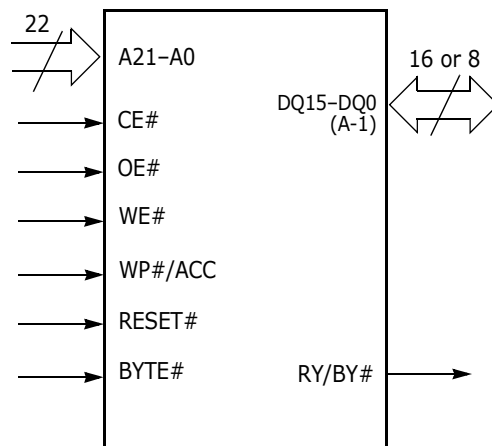 22
16 or 8
A21–A0
DQ15–DQ0
(A-1)
CE#
OE#
WE#
WP#/ACC
RESET#
BYTE#
RY/BY#